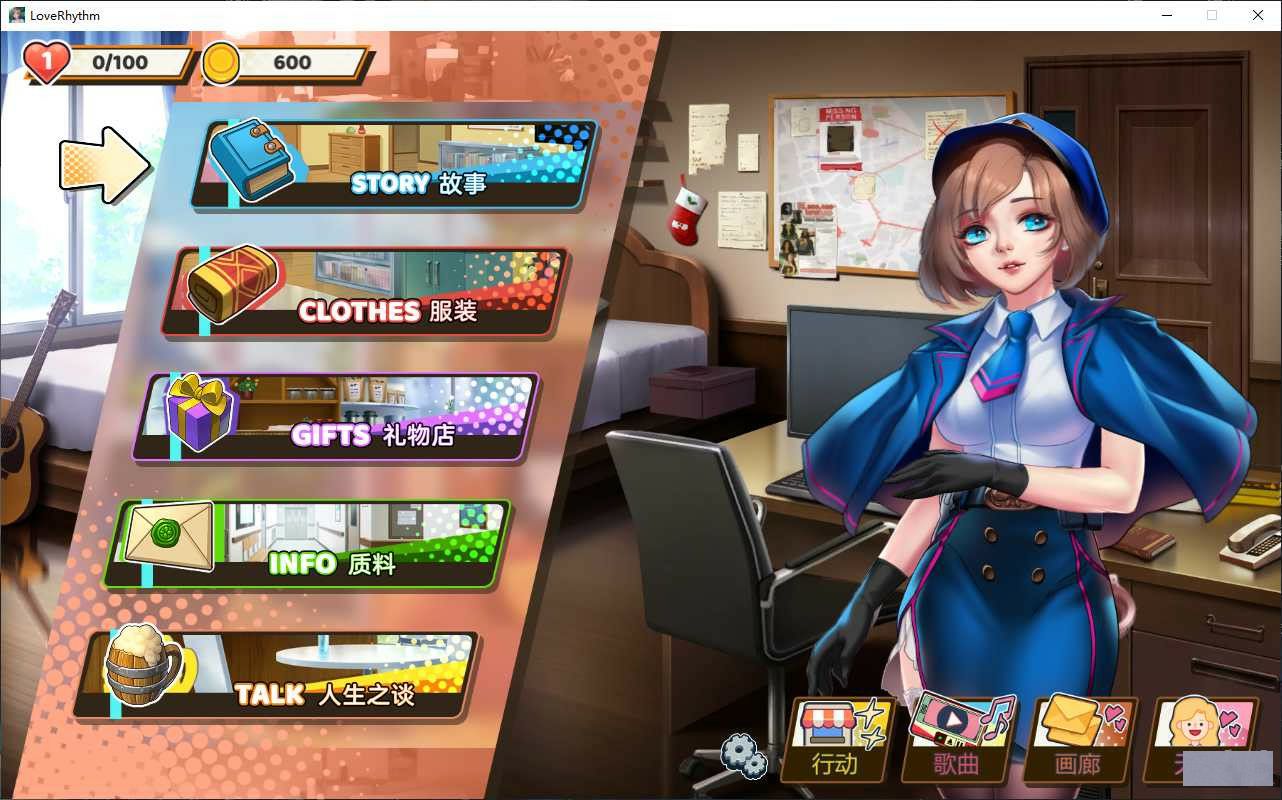 LoveRhythm
1
0/100
600
MISSING
PERSON
STORY 故事
CLOTHES 服装
GIFTS 礼物店
INFO 质料
TALK 人生之谈
行动
歌曲
画廊